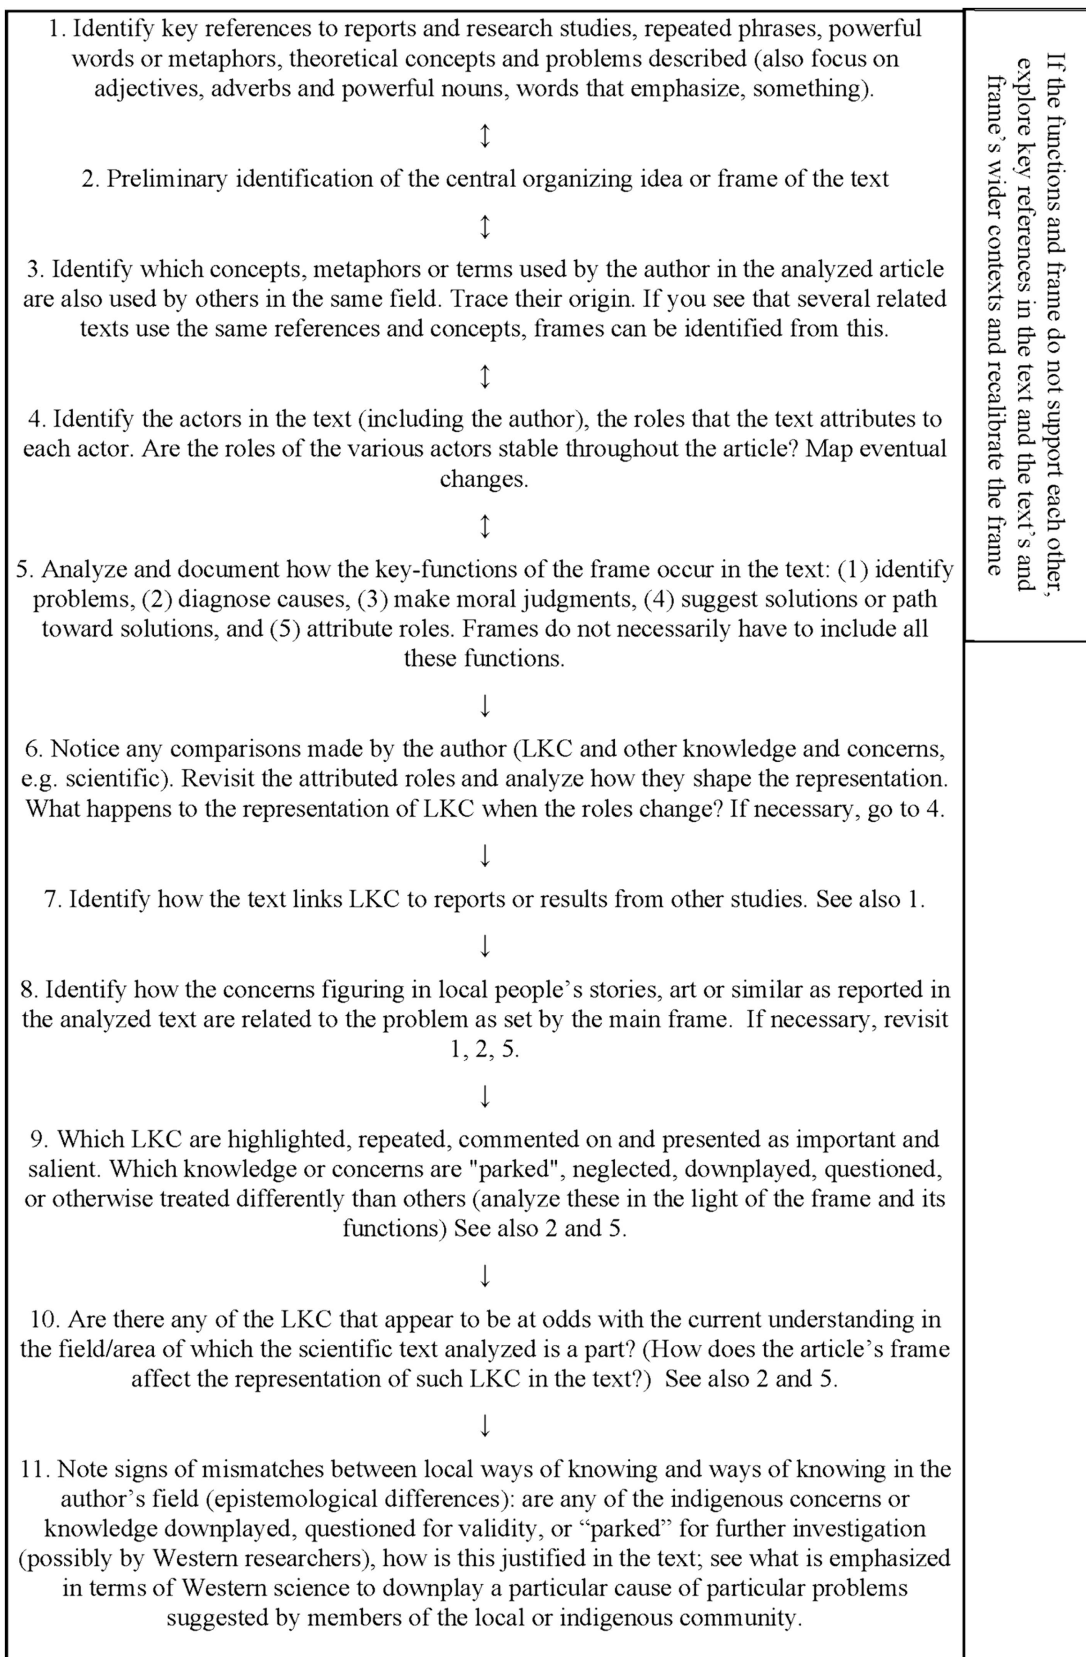 1. Identify key references to reports and research studies, repeated phrases, powerful
words or metaphors, theoretical concepts and problems described (also focus on
adjectives, adverbs and powerful nouns, words that emphasize, something).
↕
2. Preliminary identification of the central organizing idea or frame of the text
↕
3. Identify which concepts, metaphors or terms used by the author in the analyzed article
are also used by others in the same field. Trace their origin. If you see that several related
texts use the same references and concepts, frames can be identified from this.
↕
4. Identify the actors in the text (including the author), the roles that the text attributes to
each actor. Are the roles of the various actors stable throughout the article? Map eventual
changes.
↕
5. Analyze and document how the key-functions of the frame occur in the text: (1) identify
problems, (2) diagnose causes, (3) make moral judgments, (4) suggest solutions or path
toward solutions, and (5) attribute roles. Frames do not necessarily have to include all
these functions.
↓
6. Notice any comparisons made by the author (LKC and other knowledge and concerns,
e.g. scientific). Revisit the attributed roles and analyze how they shape the representation.
What happens to the representation of LKC when the roles change? If necessary, go to 4.
↓
7. Identify how the text links LKC to reports or results from other studies. See also 1.
↓
8. Identify how the concerns figuring in local people’s stories, art or similar as reported in
the analyzed text are related to the problem as set by the main frame.  If necessary, revisit
1, 2, 5.
↓
9. Which LKC are highlighted, repeated, commented on and presented as important and
salient. Which knowledge or concerns are "parked", neglected, downplayed, questioned,
or otherwise treated differently than others (analyze these in the light of the frame and its
functions) See also 2 and 5.
↓
10. Are there any of the LKC that appear to be at odds with the current understanding in
the field/area of which the scientific text analyzed is a part? (How does the article’s frame
affect the representation of such LKC in the text?)  See also 2 and 5.
↓
11. Note signs of mismatches between local ways of knowing and ways of knowing in the
author’s field (epistemological differences): are any of the indigenous concerns or
knowledge downplayed, questioned for validity, or “parked” for further investigation
(possibly by Western researchers), how is this justified in the text; see what is emphasized
in terms of Western science to downplay a particular cause of particular problems
suggested by members of the local or indigenous community.
If the functions and frame do not support each other,
explore key references in the text and the text’s and
frame’s wider contexts and recalibrate the frame